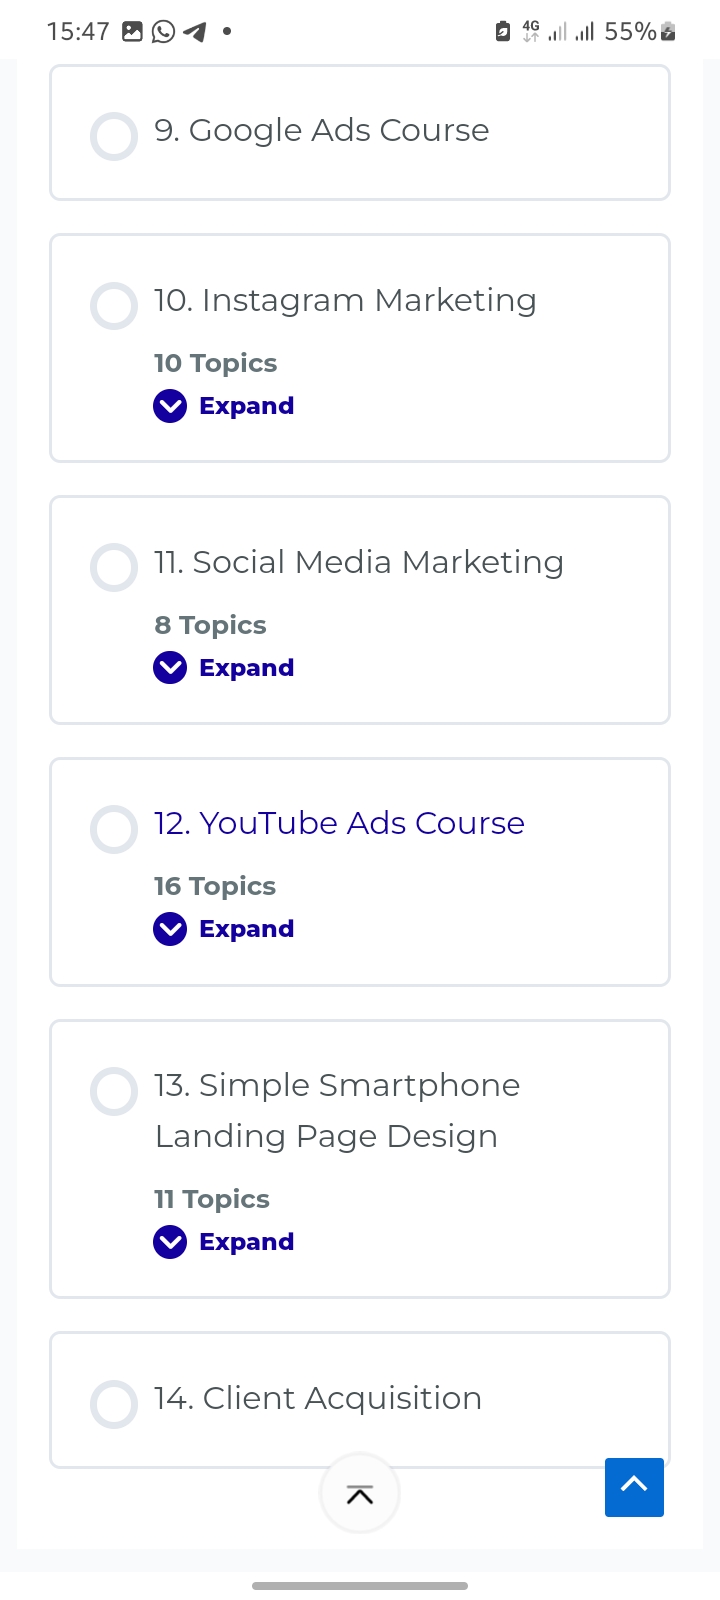 15:47
4G
55%
9. Google Ads Course
10. Instagram Marketing
10 Topics
Expand
11. Social Media Marketing
8 Topics
Expand
12. YouTube Ads Course
16 Topics
Expand
13. Simple Smartphone
Landing Page Design
11 Topics
Expand
14. Client Acquisition